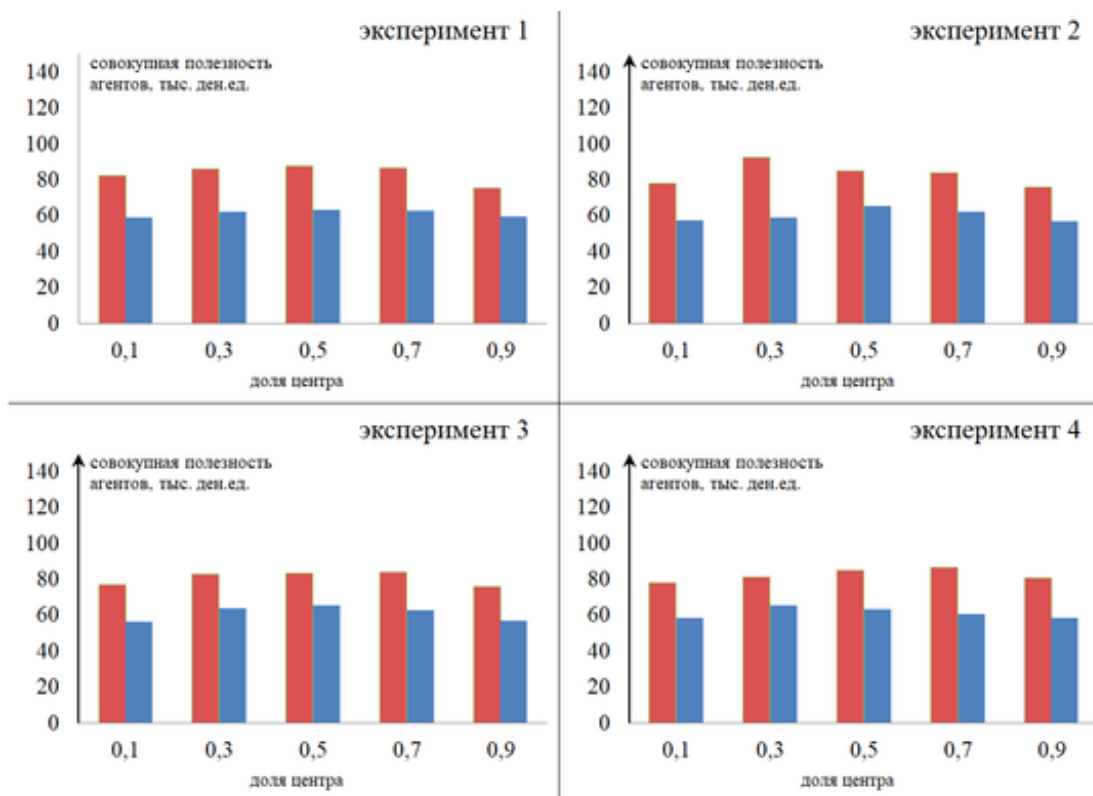 эксперимент 1
совокупная полезность
агентов, тыс. ден.ед.
140
120
100
80
60
40
20
0
0,1 0,3 0,5 0,7 0,9
доля центра
эксперимент 2
совокупная полезность
агентов, тыс. ден.ед.
140
120
100
80
60
40
20
0
0,1 0,3 0,5 0,7 0,9
доля центра
эксперимент 3
совокупная полезность
агентов, тыс. ден.ед.
140
120
100
80
60
40
20
0
0,1 0,3 0,5 0,7 0,9
доля центра
эксперимент 4
совокупная полезность
агентов, тыс. ден.ед.
140
120
100
80
60
40
20
0
0,1 0,3 0,5 0,7 0,9
доля центра